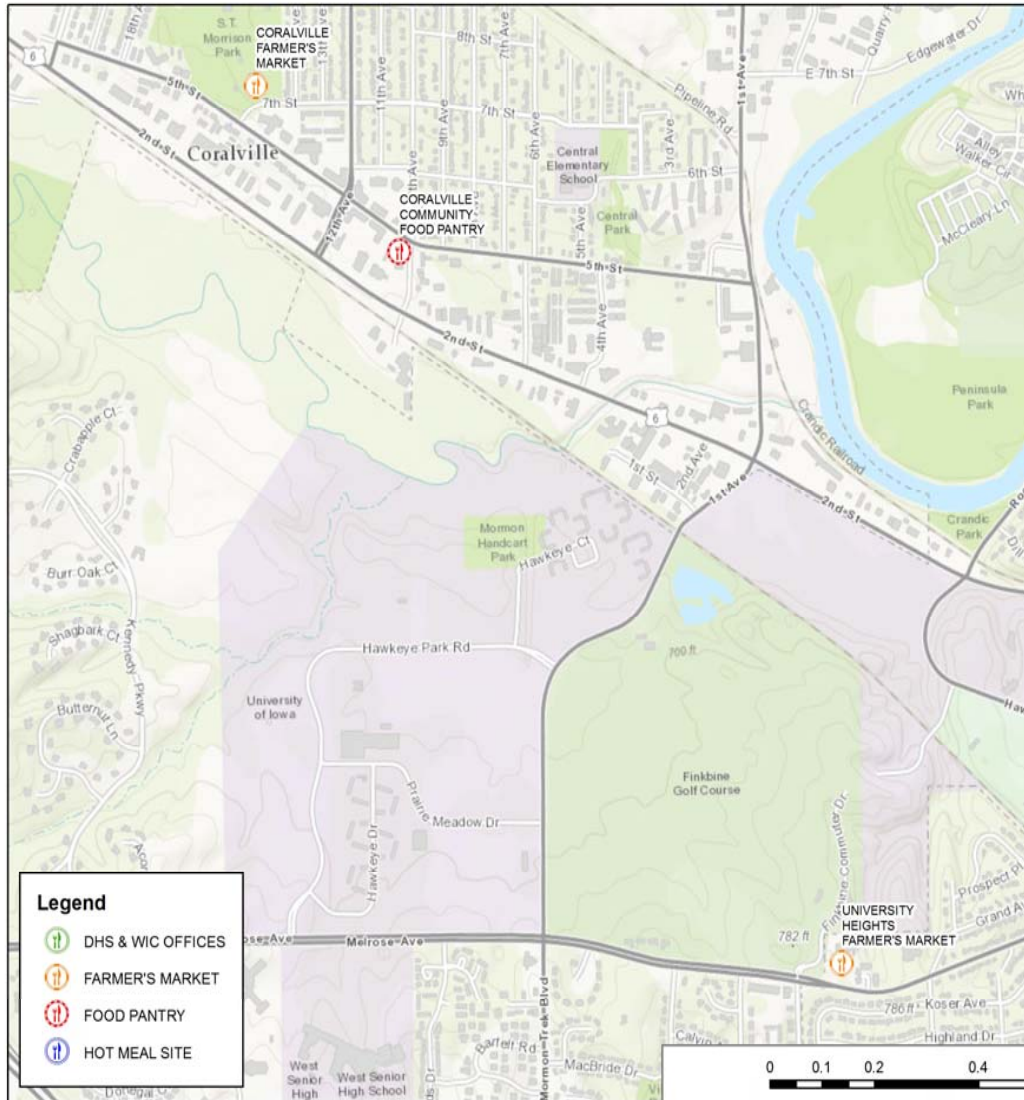 S.T.
Morrison
Park
CORALVILLE
FARMER'S
MARKET
18th Ave
13th Ave
11th Ave
9th Ave
8th St
7th Ave
6th Ave
1st Ave
Quarry
Edgewater Dr
E 7th St
6
5th St
7th St
7th St
Pipeline Rd
3rd Ave
Alley
Walker Cir
McCleary Ln
2nd St
Coralville
Central
Elementary
School
6th St
12th Ave
CORALVILLE
COMMUNITY
FOOD PANTRY
Central
Park
5th Ave
5th St
4th Ave
2nd St
6
Peninsula
Park
Crandic Railroad
Crabapple Ct
1st St
2nd Ave
1st Ave
2nd St
Crandic
Park
Mormon
Handcart
Park
Hawkeye Ct
Burr Oak Ct
Shagbark Ct
Kennedy Pkwy
Hawkeye Park Rd
700 ft
University
of Iowa
Butternut Ln
Finkbine
Golf Course
Prairie Meadow Dr
Hawkeye Dr
Finkbine Commuter Dr.
Prospect Pl
Grand
UNIVERSITY
HEIGHTS
FARMER'S MARKET
782 ft
Melrose Ave
Mormon Trek Blvd
786 ft
Koser Ave
Highland Dr
Bartelt Rd
MacBride Dr
West
Senior
High
West Senior
High School
Legend
DHS & WIC OFFICES
FARMER'S MARKET
FOOD PANTRY
HOT MEAL SITE
0 0.1 0.2 0.4